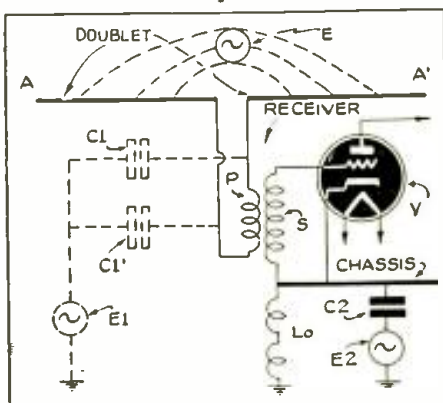 DOUBLET
E
A
A'
RECEIVER
C1
P
S
V
C1'
CHASSIS
C2
E1
Lo
E2